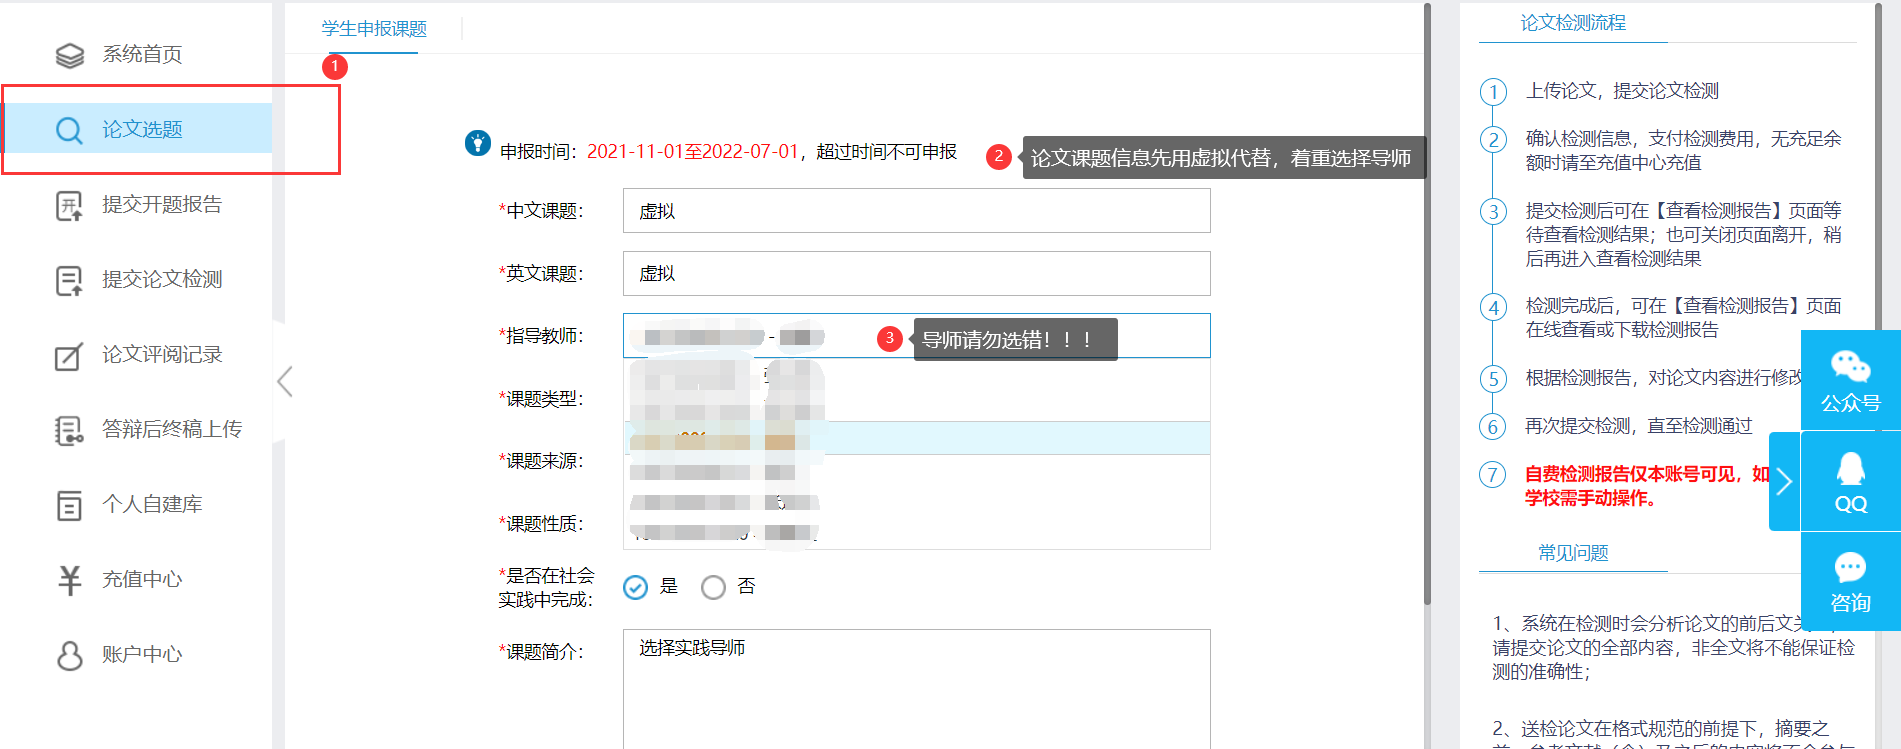 系统首页
论文选题
提交开题报告
提交论文检测
论文评阅记录
答辩后终稿上传
个人自建库
充值中心
账户中心
学生申报课题
1
申报时间：2021-11-01至2022-07-01，超过时间不可申报
2
论文课题信息先用虚拟代替，着重选择导师
*中文课题：
虚拟
*英文课题：
虚拟
*指导教师：
-
3
导师请勿选错！！！
*课题类型：
*课题来源：
*课题性质：
*是否在社会
实践中完成：
是
否
*课题简介：
选择实践导师
论文检测流程
1
上传论文，提交论文检测
2
确认检测信息，支付检测费用，无充足余
额时请至充值中心充值
3
提交检测后可在【查看检测报告】页面等
待查看检测结果；也可关闭页面离开，稍
后再进入查看检测结果
4
检测完成后，可在【查看检测报告】页面
在线查看或下载检测报告
5
根据检测报告，对论文内容进行修改
6
再次提交检测，直至检测通过
7
自费检测报告仅本账号可见，如
学校需手动操作。
常见问题
1、系统在检测时会分析论文的前后文关
请提交论文的全部内容，非全文将不能保证检
测的准确性；
2、送检论文在格式规范的前提下，摘要之
公众号
QQ
咨询